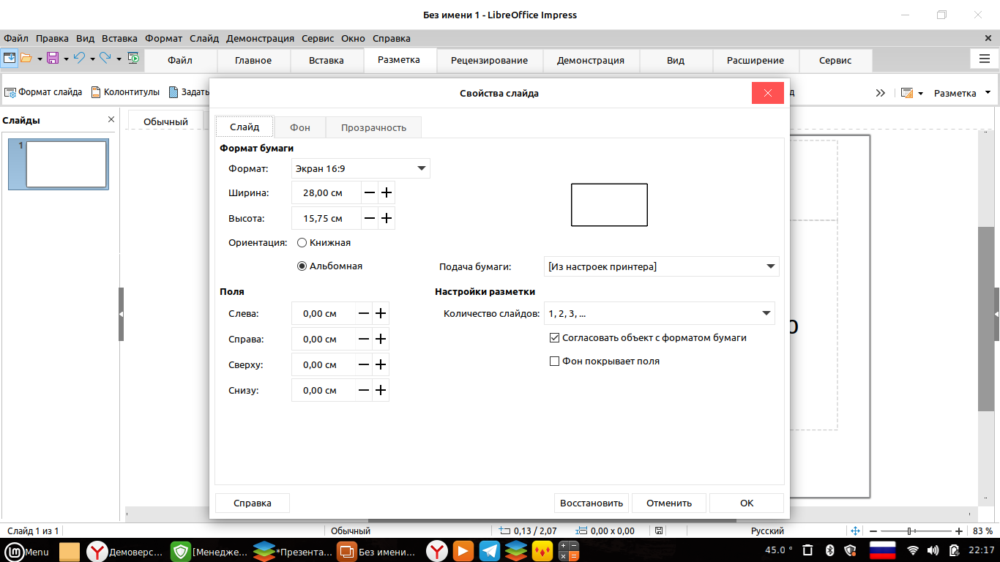 Без имени 1 - LibreOffice Impress
Файл Правка Вид Вставка Формат Слайд Демонстрация Сервис Окно Справка
Файл Главное Вставка Разметка Рецензирование Демонстрация Вид Расширение Сервис
Формат слайда Колонтитулы Задать Разметка
Свойства слайда
Слайды
Обычный
1
Слайд Фон Прозрачность
Формат бумаги
Формат: Экран 16:9
Ширина: 28,00 см
Высота: 15,75 см
Ориентация: Книжная
Альбомная
Подача бумаги: [Из настроек принтера]
Поля
Настройки разметки
Слева: 0,00 см
Количество слайдов: 1, 2, 3, ...
Справа: 0,00 см
Согласовать объект с форматом бумаги
Сверху: 0,00 см
Фон покрывает поля
Снизу: 0,00 см
Справка Восстановить Отменить ОК
Слайд 1 из 1 Обычный 0,13 / 2,07 0,00 x 0,00 Русский 83 %
Menu Демоверс... [Менедже... *Презента... Без имени... 45.0 ° 22:17